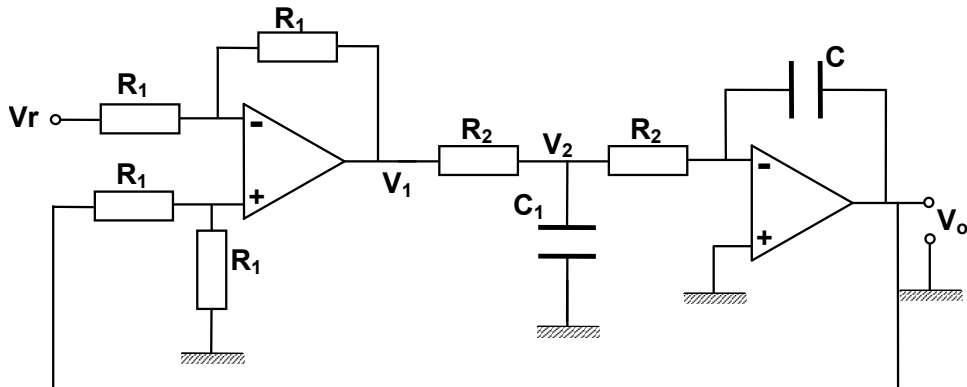 R₁
R₁
Vr
-
+
V₁
R₁
R₁
R₂
V₂
R₂
C₁
C
-
+
Vₒ